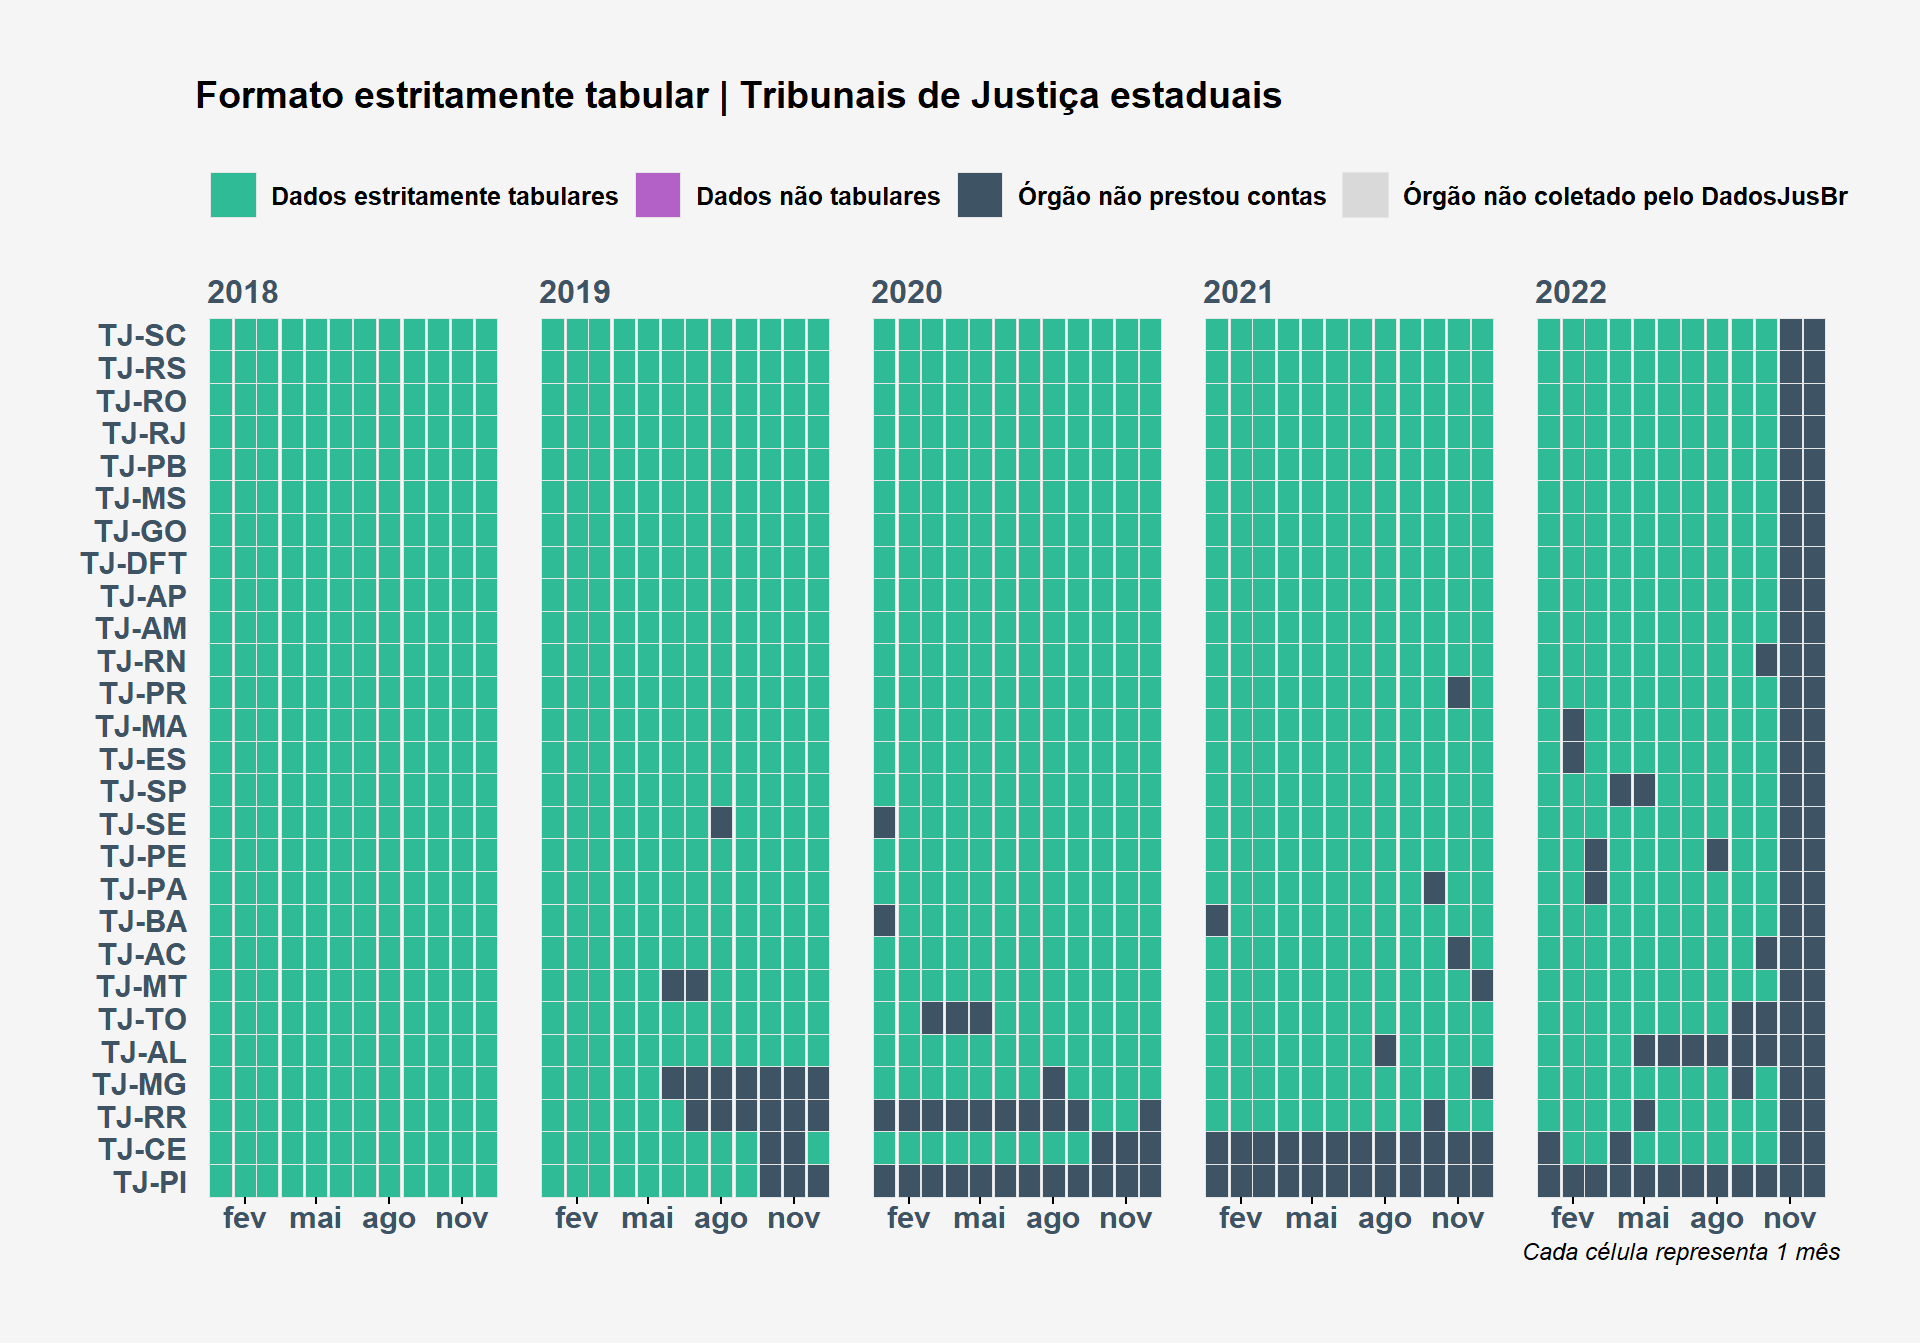 Formato estritamente tabular | Tribunais de Justiça estaduais
Dados estritamente tabulares Dados não tabulares Órgão não prestou contas Órgão não coletado pelo DadosJusBr
2018 2019 2020 2021 2022
TJ-SC
TJ-RS
TJ-RO
TJ-RJ
TJ-PB
TJ-MS
TJ-GO
TJ-DFT
TJ-AP
TJ-AM
TJ-RN
TJ-PR
TJ-MA
TJ-ES
TJ-SP
TJ-SE
TJ-PE
TJ-PA
TJ-BA
TJ-AC
TJ-MT
TJ-TO
TJ-AL
TJ-MG
TJ-RR
TJ-CE
TJ-PI
fev mai ago nov fev mai ago nov fev mai ago nov fev mai ago nov fev mai ago nov
Cada célula representa 1 mês